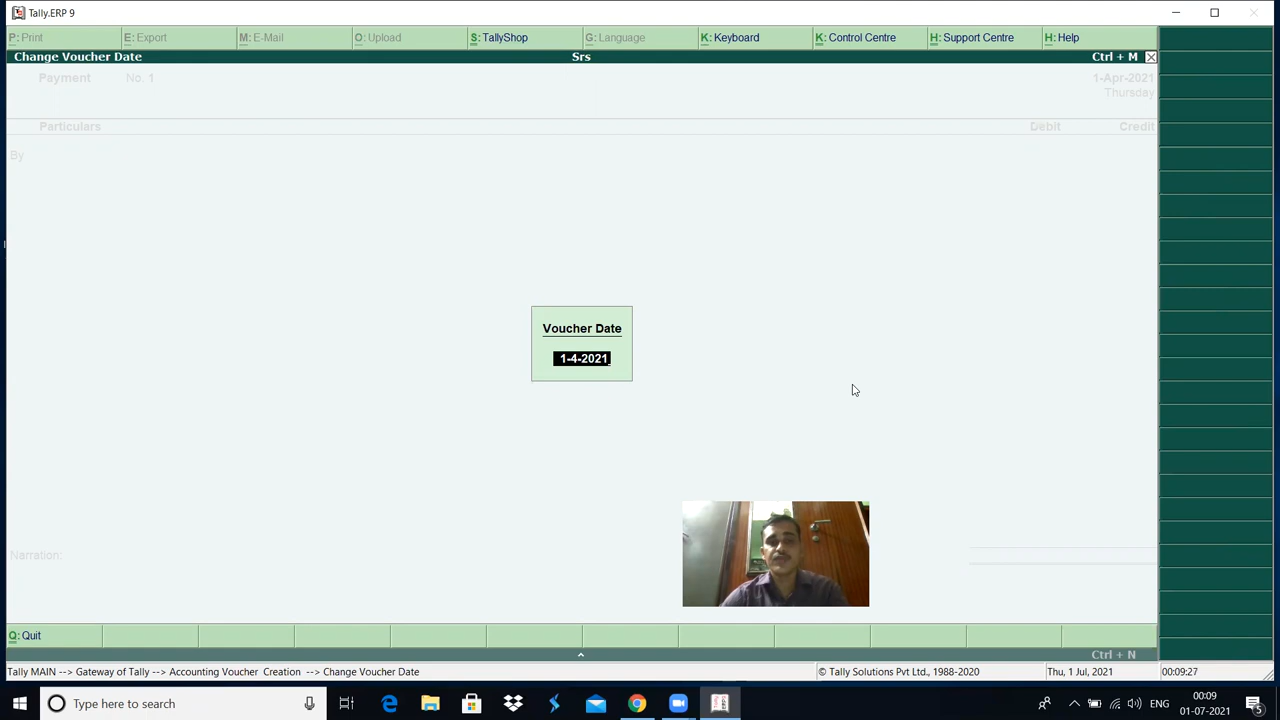 Tally.ERP 9
P: Print E: Export M: E-Mail O: Upload S: TallyShop G: Language K: Keyboard K: Control Centre H: Support Centre H: Help
Change Voucher Date Srs Ctrl + M
Payment No. 1 1-Apr-2021
Thursday
Particulars Debit Credit
By
Voucher Date
1-4-2021
Narration:
Q: Quit
Ctrl + N
Tally MAIN --> Gateway of Tally --> Accounting Voucher Creation --> Change Voucher Date © Tally Solutions Pvt Ltd., 1988-2020 Thu, 1 Jul, 2021 00:09:27
Type here to search ENG 00:09
01-07-2021 5